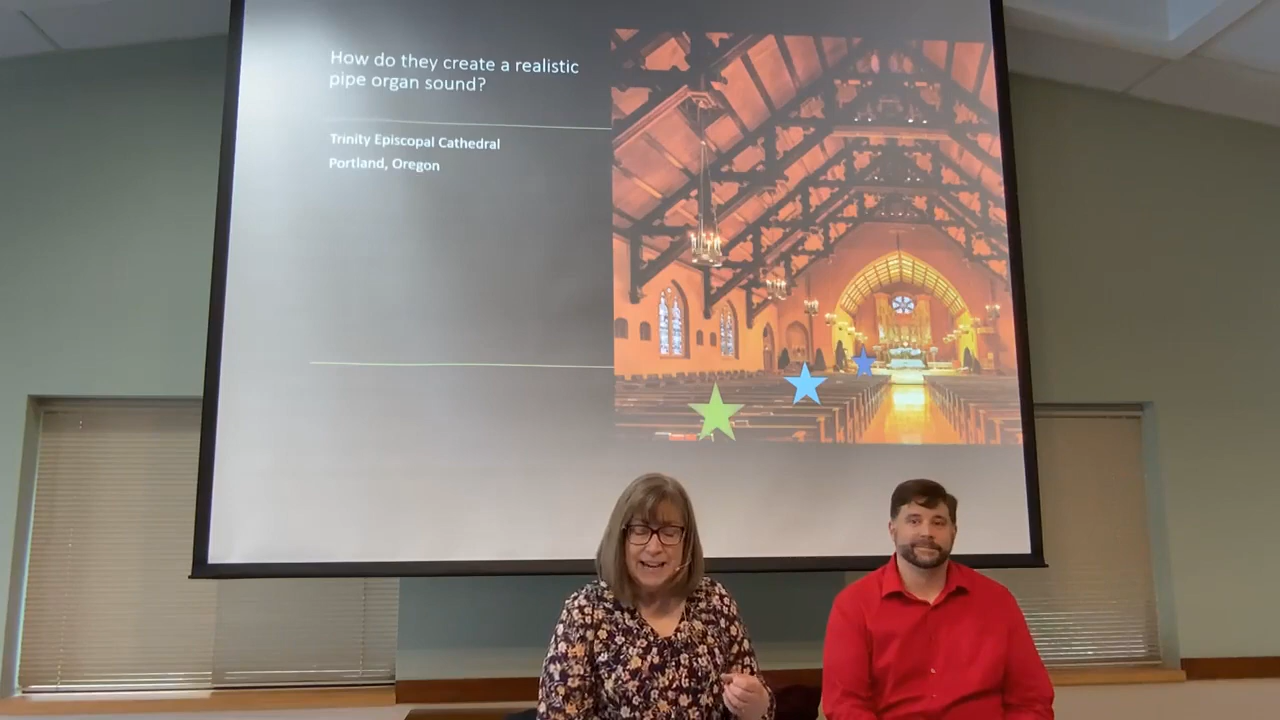 How do they create a realistic
pipe organ sound?
Trinity Episcopal Cathedral
Portland, Oregon